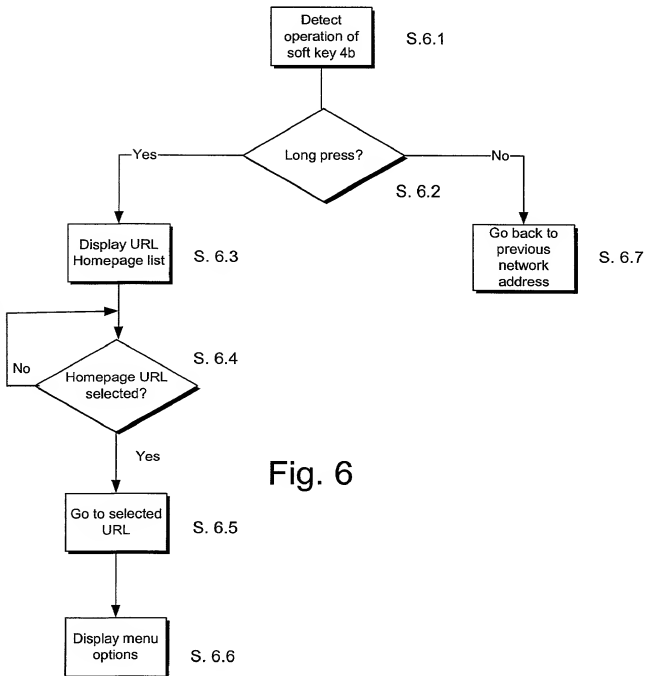 Detect
operation of
soft key 4b
S.6.1
Long press?
Yes
No
S. 6.2
Display URL
Homepage list
S. 6.3
Go back to
previous
network
address
S. 6.7
No
Homepage URL
selected?
S. 6.4
Yes
Fig. 6
Go to selected
URL
S. 6.5
Display menu
options
S. 6.6